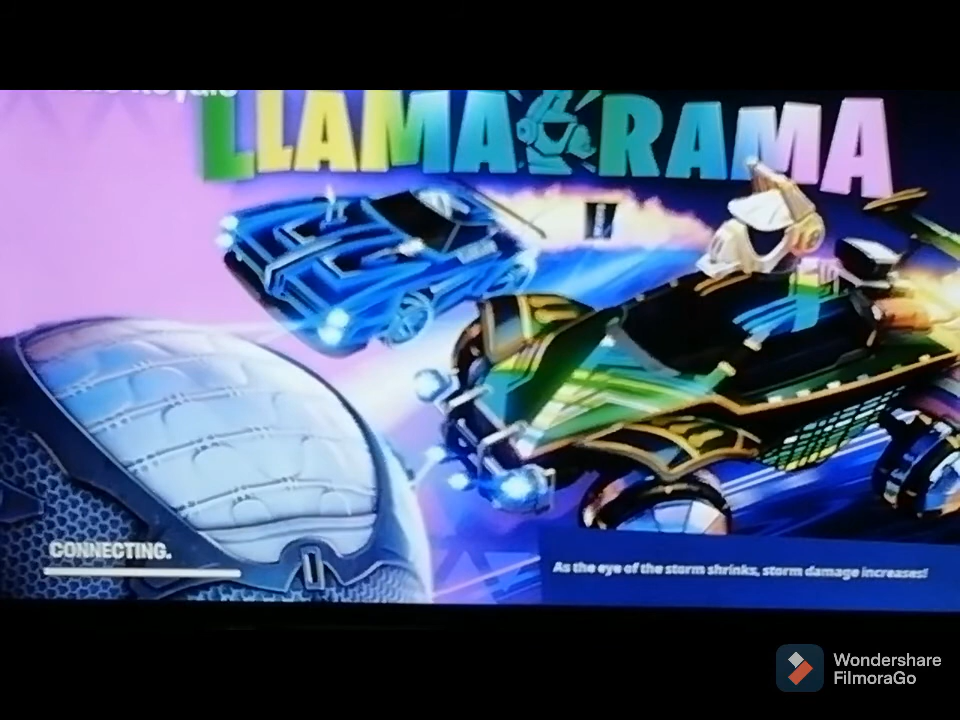 LLAMA RAMA
CONNECTING.
As the eye of the storm shrinks, storm damage increases!
Wondershare
FilmoraGo